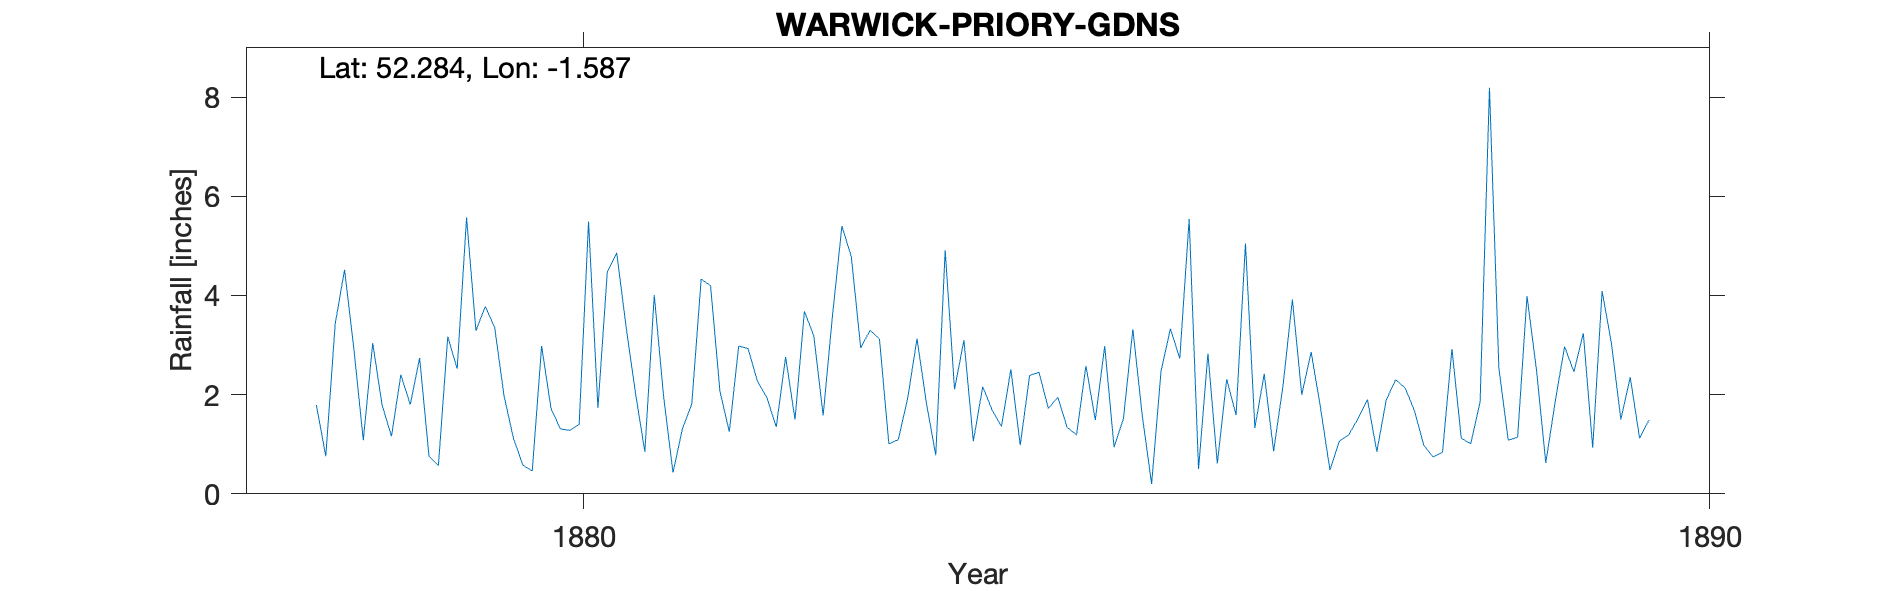 WARWICK-PRIORY-GDNS
Lat: 52.284, Lon: -1.587
8
6
4
2
0
Rainfall [inches]
1880
1890
Year